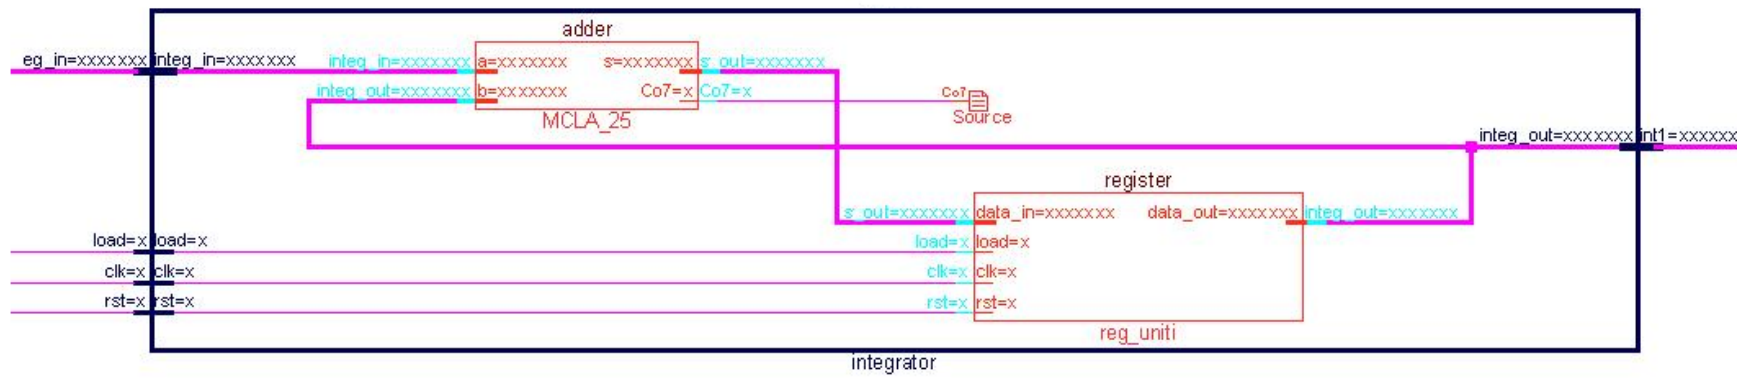 adder
eg_in=xxxxxxx integ_in=xxxxxxx integ_in=xxxxxxx a=xxxxxxx s=xxxxxxx s_out=xxxxxxx
integ_out=xxxxxxx b=xxxxxxx Co7=x Co7=x Co7
MCLA_25 Source
integ_out=xxxxxxx int1=xxxxxx
register
s_out=xxxxxxx data_in=xxxxxxx data_out=xxxxxxx integ_out=xxxxxxx
load=x load=x load=x load=x
clk=x clk=x clk=x clk=x
rst=x rst=x rst=x rst=x
reg_uniti
integrator